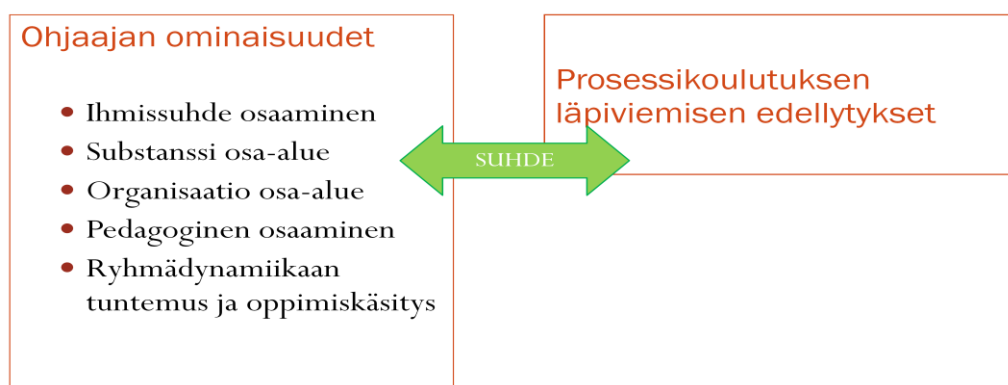 Ohjaajan ominaisuudet
• Ihmissuhde osaaminen
• Substanssi osa-alue
• Organisaatio osa-alue
• Pedagoginen osaaminen
• Ryhmädynamiikaan
tuntemus ja oppimiskäsitys
SUHDE
Prosessikoulutuksen
läpiviemisen edellytykset